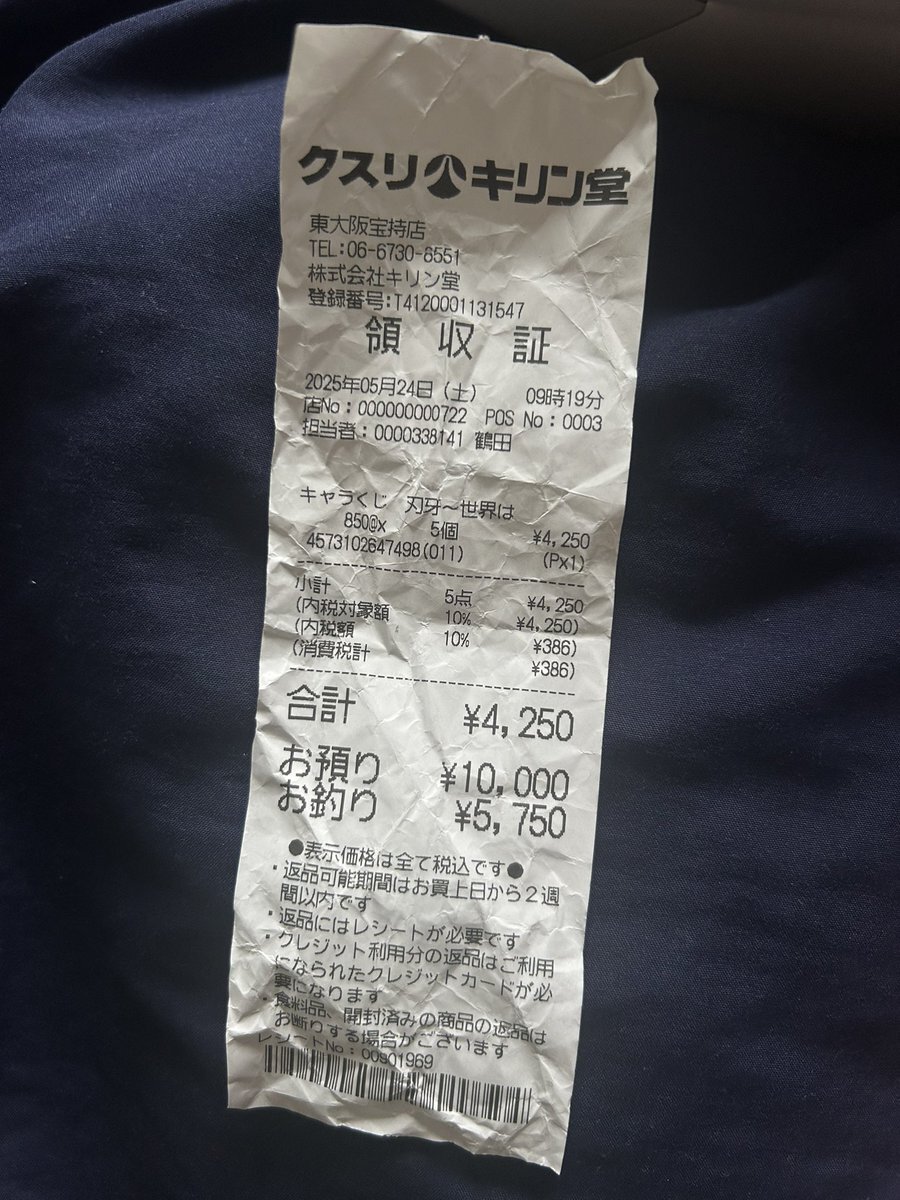 クスリ キリン堂
東大阪宝持店
TEL:06-6730-8551
株式会社キリン堂
登録番号:T4120001131547
領 収 証
2025年05月24日(土) 09時19分
店No:000000000722 POS No:0003
担当者:0000338141 鶴田
キャラくじ 刃牙～世界は
850@x 5個 ¥4,250
4573102647498(011) (Px1)
小計 5点 ¥4,250
(内税対象額 10% ¥4,250)
(内税額 10% ¥386)
(消費税計 ¥386)
合計 ¥4,250
お預り ¥10,000
お釣り ¥5,750
●表示価格は全て税込です●
・返品可能期間はお買上日から2週
間以内です
・返品にはレシートが必要です
・クレジット利用分の返品はご利用
になられたクレジットカードが必
要になります
・食料品、開封済みの商品の返品は
お断りする場合がございます
レシートNo:00901969